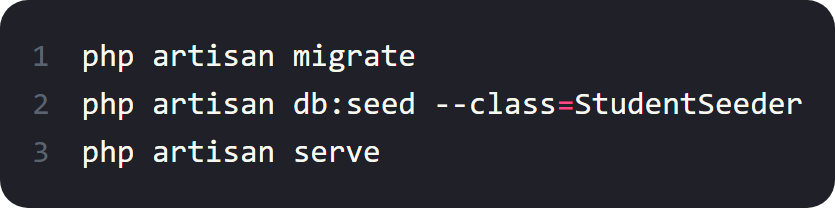 1 php artisan migrate
2 php artisan db:seed --class=StudentSeeder
3 php artisan serve